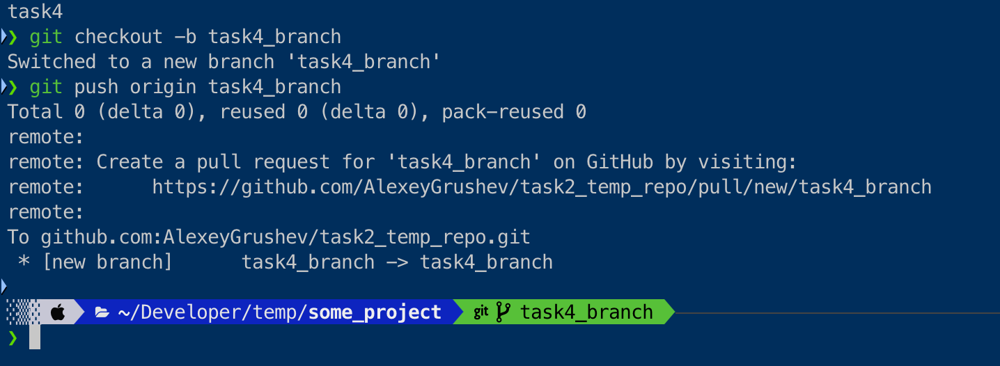 task4
❯ git checkout -b task4_branch
Switched to a new branch 'task4_branch'
❯ git push origin task4_branch
Total 0 (delta 0), reused 0 (delta 0), pack-reused 0
remote:
remote: Create a pull request for 'task4_branch' on GitHub by visiting:
remote:      https://github.com/AlexeyGrushev/task2_temp_repo/pull/new/task4_branch
remote:
To github.com:AlexeyGrushev/task2_temp_repo.git
 * [new branch]      task4_branch -> task4_branch
~/Developer/temp/some_project git task4_branch
❯